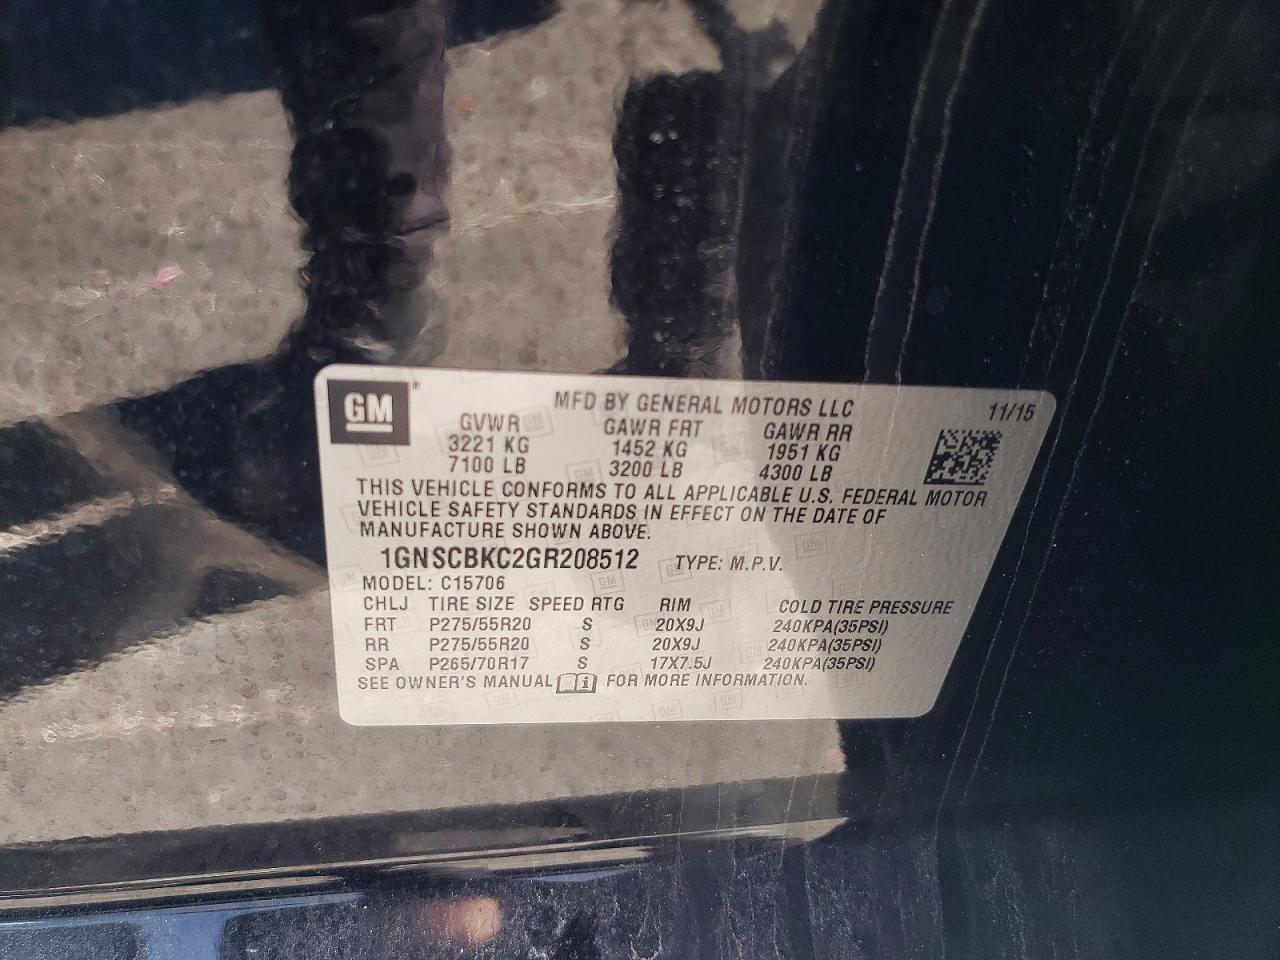 GM®
MFD BY GENERAL MOTORS LLC 11/15
GVWR GAWR FRT GAWR RR
3221 KG 1452 KG 1951 KG
7100 LB 3200 LB 4300 LB
THIS VEHICLE CONFORMS TO ALL APPLICABLE U.S. FEDERAL MOTOR
VEHICLE SAFETY STANDARDS IN EFFECT ON THE DATE OF
MANUFACTURE SHOWN ABOVE.
1GNSCBKC2GR208512 TYPE: M.P.V.
MODEL: C15706
CHLJ TIRE SIZE SPEED RTG RIM COLD TIRE PRESSURE
FRT P275/55R20 S 20X9J 240KPA(35PSI)
RR P275/55R20 S 20X9J 240KPA(35PSI)
SPA P265/70R17 S 17X7.5J 240KPA(35PSI)
SEE OWNER'S MANUAL i FOR MORE INFORMATION.